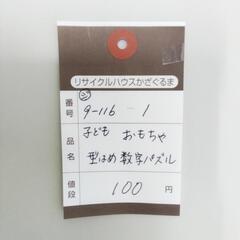 リサイクルハウスかざぐるま
番号 ㋛ 9-116-1
品名 子ども おもちゃ
型はめ数字パズル
値段 100 円